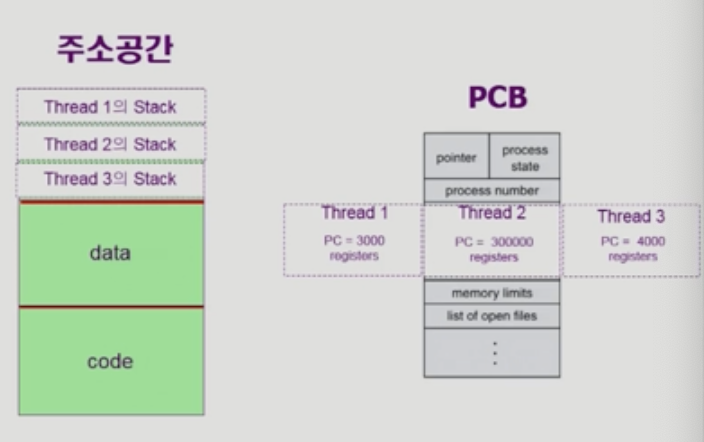 주소공간
Thread 1의 Stack
Thread 2의 Stack
Thread 3의 Stack
data
code
PCB
pointer
process
state
process number
Thread 1
PC = 3000
registers
Thread 2
PC = 300000
registers
Thread 3
PC = 4000
registers
memory limits
list of open files